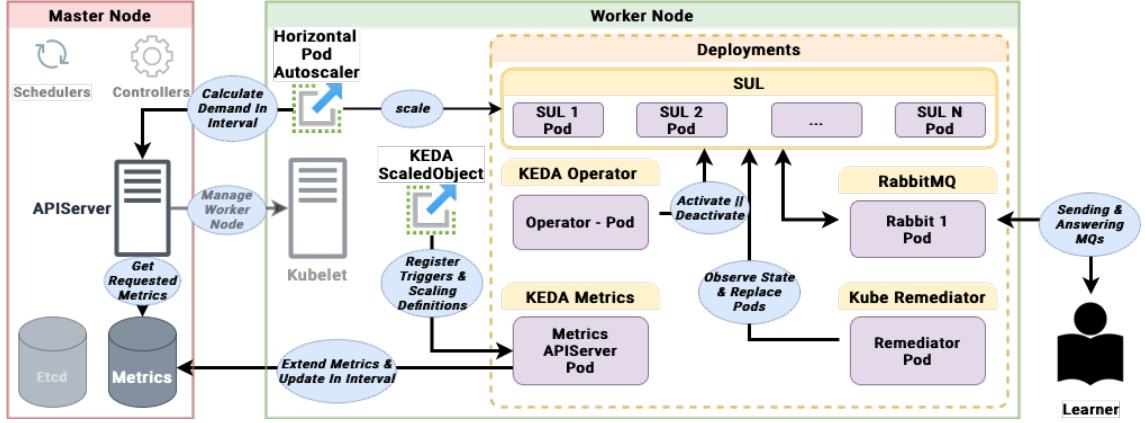 Master Node
Schedulers
Controllers
Calculate
Demand In
Interval
APIServer
Manage
Worker
Node
Get
Requested
Metrics
Etcd
Metrics
Worker Node
Horizontal
Pod
Autoscaler
scale
KEDA
ScaledObject
Kubelet
Register
Triggers &
Scaling
Definitions
Extend Metrics &
Update In Interval
Deployments
SUL
SUL 1
Pod
SUL 2
Pod
...
SUL N
Pod
KEDA Operator
Operator - Pod
Activate ||
Deactivate
RabbitMQ
Rabbit 1
Pod
Observe State
& Replace
Pods
KEDA Metrics
Metrics
APIServer
Pod
Kube Remediator
Remediator
Pod
Sending &
Answering
MQs
Learner